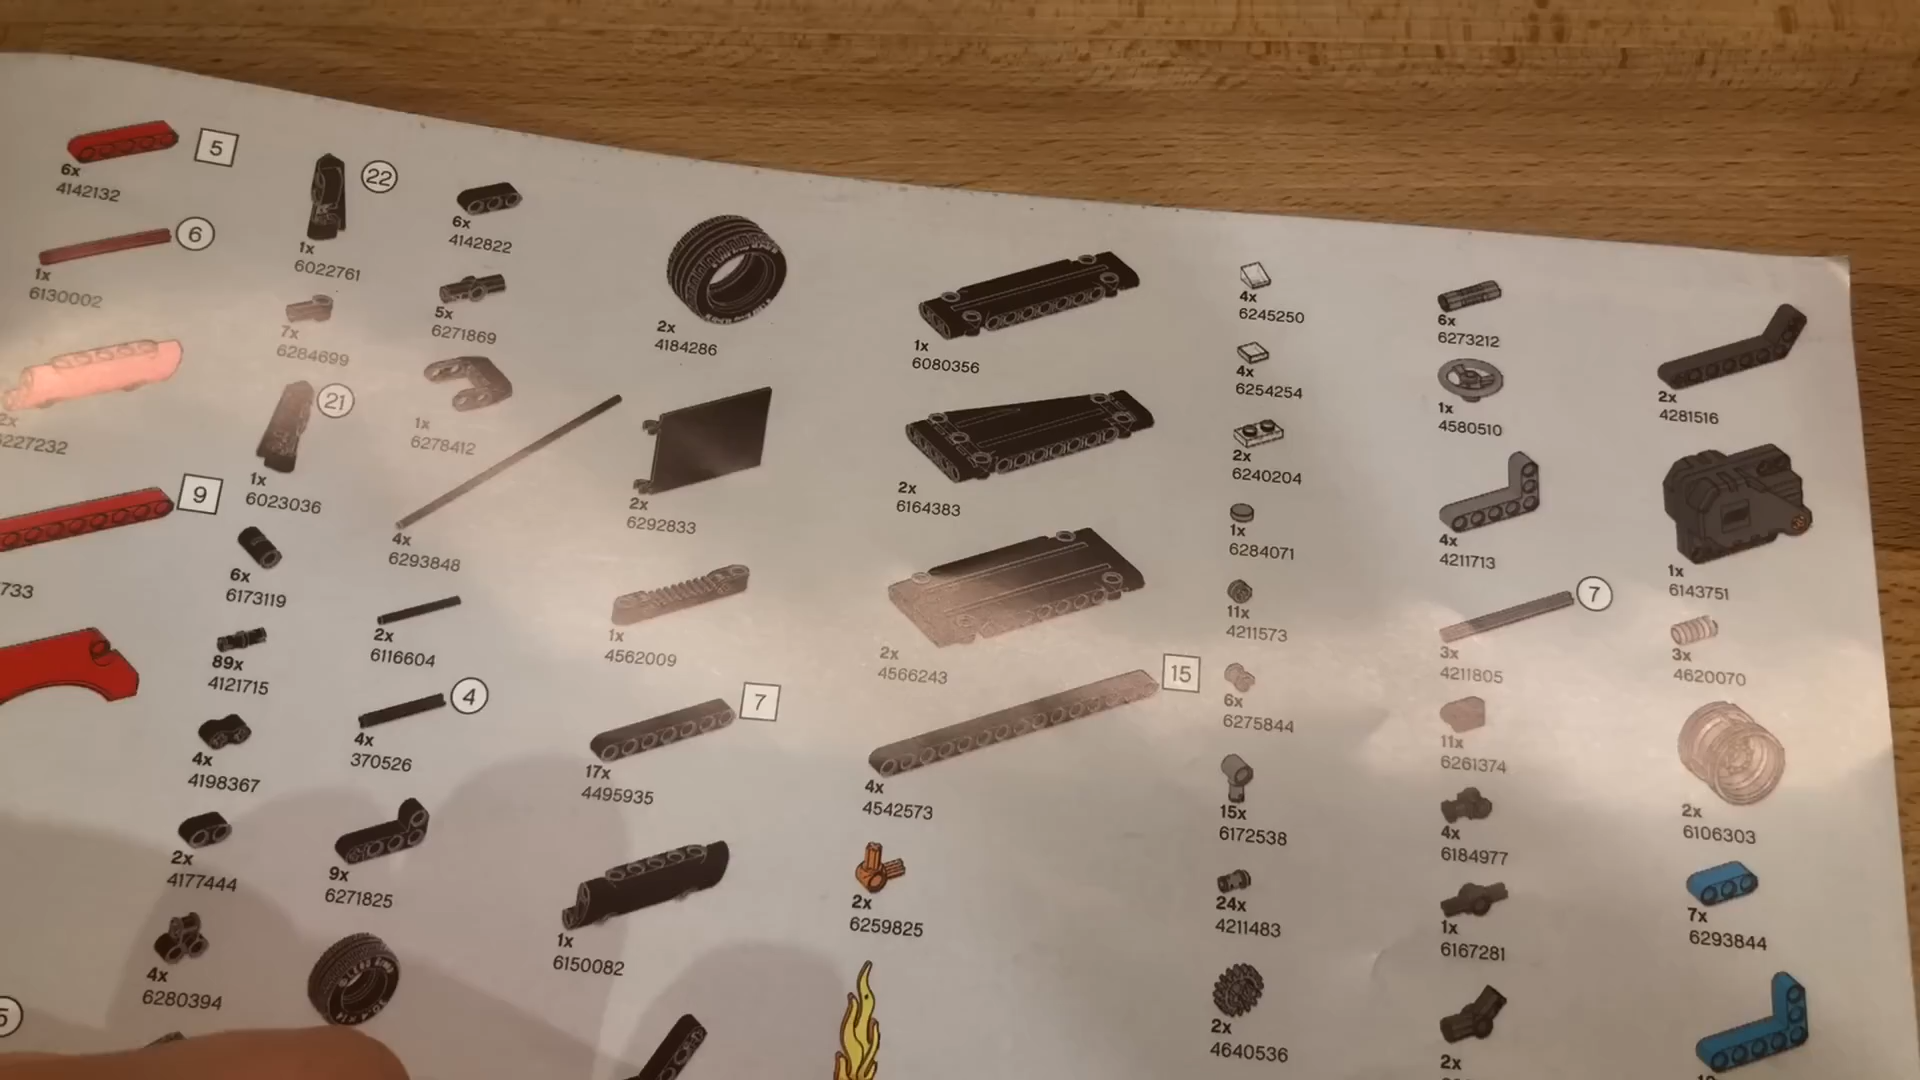 5
6x
4142132
6
1x
6130002
2x
6227232
9
733
5
22
1x
6022761
7x
6284699
21
1x
6023036
6x
6173119
89x
4121715
4x
4198367
2x
4177444
4x
6280394
6x
4142822
5x
6271869
1x
6278412
4x
6293848
2x
6116604
4
4x
370526
9x
6271825
2x
4184286
2x
6292833
1x
4562009
7
17x
4495935
1x
6150082
1x
6080356
2x
6164383
2x
4566243
15
4x
4542573
2x
6259825
4x
6245250
4x
6254254
2x
6240204
1x
6284071
11x
4211573
6x
6275844
15x
6172538
24x
4211483
2x
4640536
6x
6273212
1x
4580510
4x
4211713
7
3x
4211805
11x
6261374
4x
6184977
1x
6167281
2x
2x
4281516
1x
6143751
3x
4620070
2x
6106303
7x
6293844